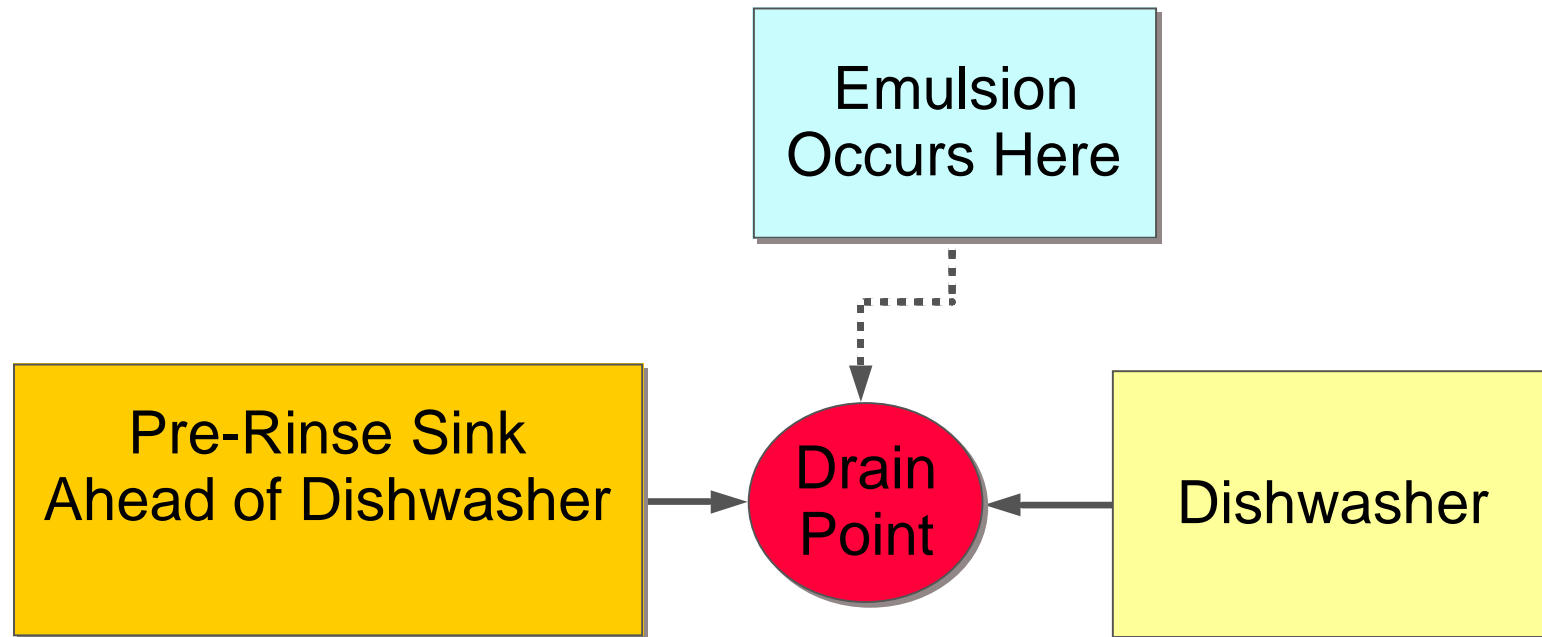 Emulsion
Occurs Here
Pre-Rinse Sink
Ahead of Dishwasher
Drain
Point
Dishwasher